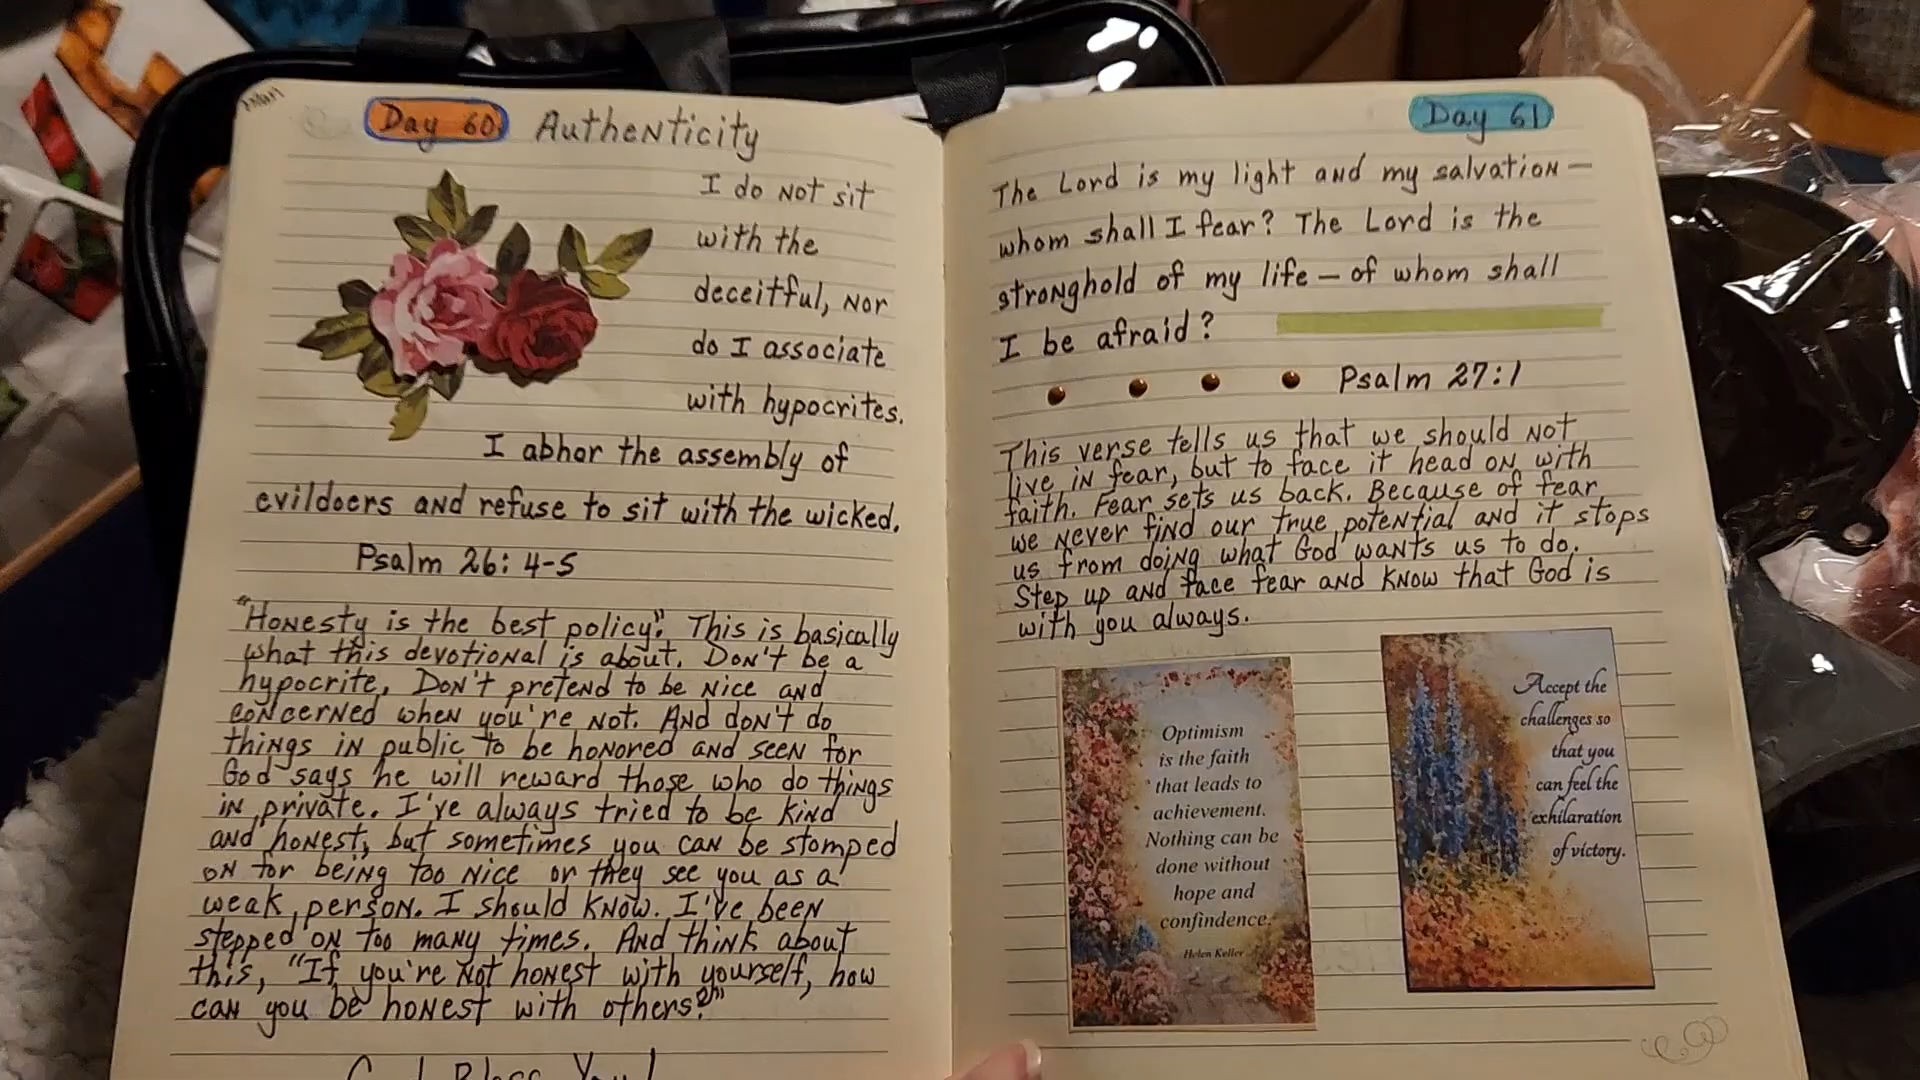 Day 60 Authenticity
I do not sit
with the
deceitful, nor
do I associate
with hypocrites.
I abhor the assembly of
evildoers and refuse to sit with the wicked.
Psalm 26: 4-5
"Honesty is the best policy". This is basically
what this devotional is about. Don't be a
hypocrite, Don't pretend to be nice and
concerned when you're not. And don't do
things in public to be honored and seen for
God says he will reward those who do things
in private. I've always tried to be kind
and honest, but sometimes you can be stomped
on for being too nice or they see you as a
weak person. I should know. I've been
stepped on too many times. And think about
this, "If you're not honest with yourself, how
can you be honest with others?"
God Bless You!
Day 61
The Lord is my light and my salvation —
whom shall I fear? The Lord is the
stronghold of my life — of whom shall
I be afraid?
Psalm 27:1
This verse tells us that we should not
live in fear, but to face it head on with
faith. Fear sets us back. Because of fear
we never find our true potential and it stops
us from doing what God wants us to do.
Step up and face fear and know that God is
with you always.
Optimism
is the faith
that leads to
achievement.
Nothing can be
done without
hope and
confindence.
Helen Keller
Accept the
challenges so
that you
can feel the
exhilaration
of victory.